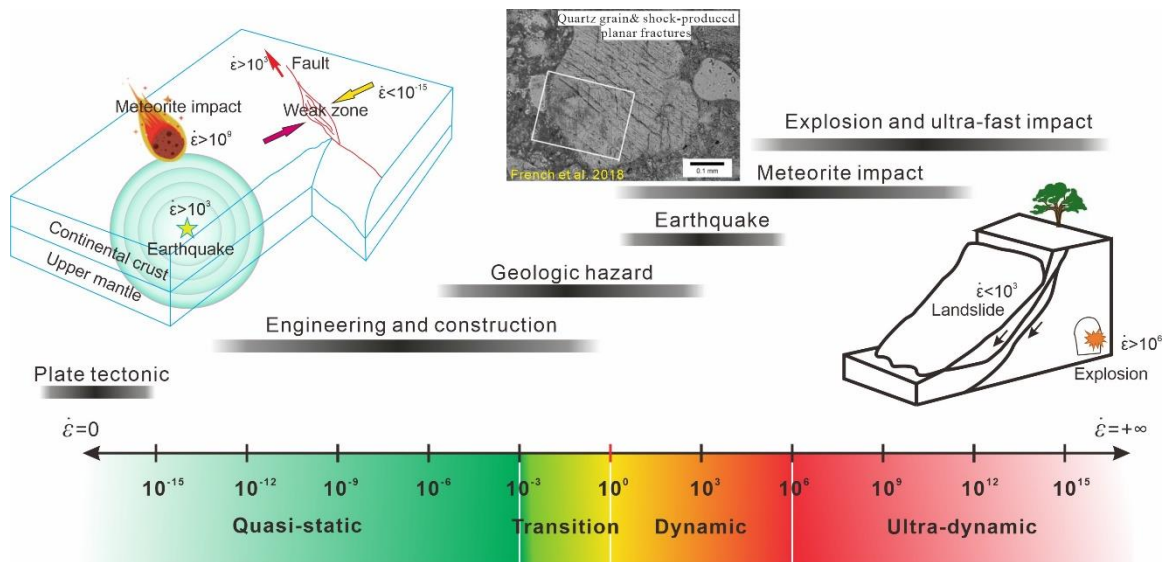 Quartz grain& shock-produced
planar fractures
French et al. 2018
0.1 mm
ε̇>10³
Fault
ε̇<10⁻¹⁵
Weak zone
Meteorite impact
ε̇>10⁹
ε̇>10³
Earthquake
Continental crust
Upper mantle
Explosion and ultra-fast impact
Meteorite impact
Earthquake
Geologic hazard
Engineering and construction
Plate tectonic
ε̇<10³
Landslide
ε̇>10⁶
Explosion
ε̇=0
ε̇=+∞
10⁻¹⁵ 10⁻¹² 10⁻⁹ 10⁻⁶ 10⁻³ 10⁰ 10³ 10⁶ 10⁹ 10¹² 10¹⁵
Quasi-static Transition Dynamic Ultra-dynamic